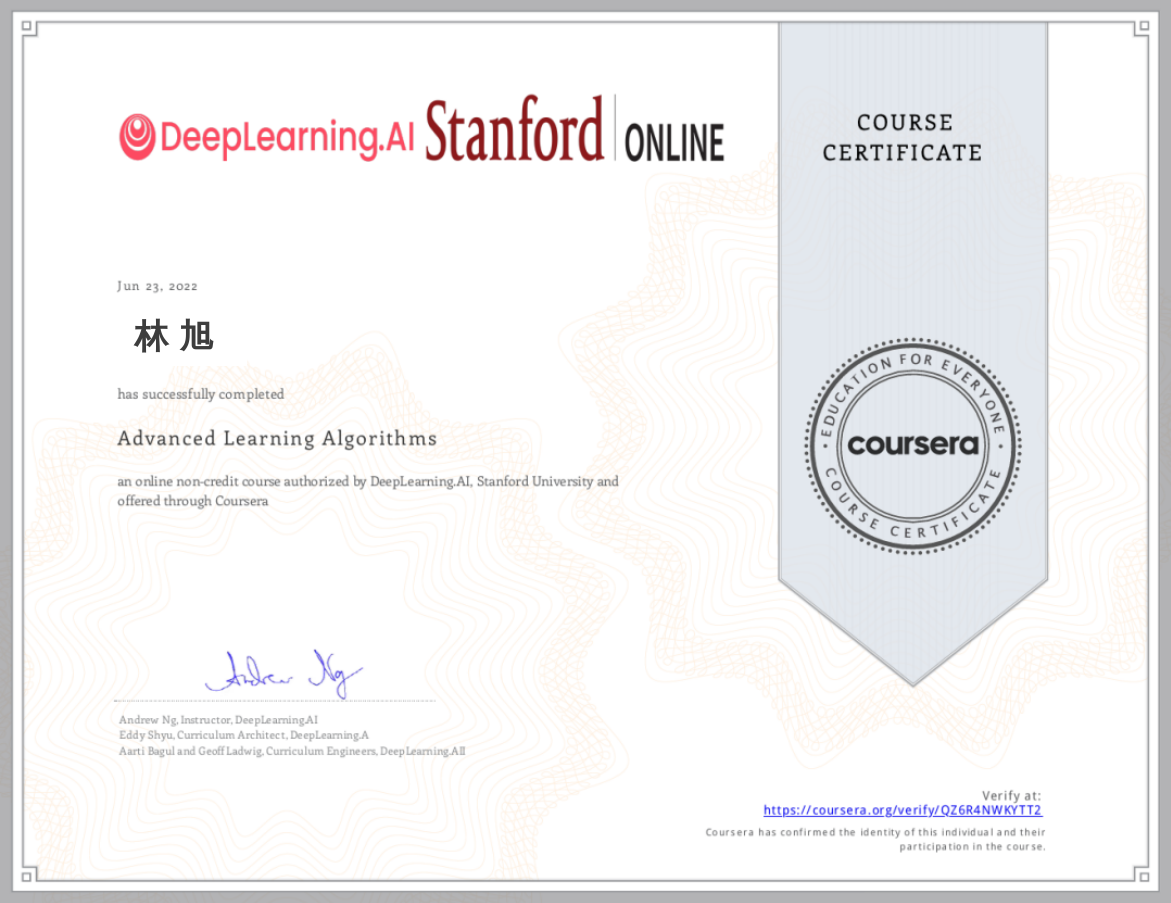 DeepLearning.AI Stanford ONLINE
COURSE
CERTIFICATE
Jun 23, 2022
林 旭
has successfully completed
Advanced Learning Algorithms
an online non-credit course authorized by DeepLearning.AI, Stanford University and
offered through Coursera
EDUCATION FOR EVERYONE
coursera
COURSE CERTIFICATE
Andrew Ng
Andrew Ng, Instructor, DeepLearning.AI
Eddy Shyu, Curriculum Architect, DeepLearning.A
Aarti Bagul and Geoff Ladwig, Curriculum Engineers, DeepLearning.AII
Verify at:
https://coursera.org/verify/QZ6R4NWKYTT2
Coursera has confirmed the identity of this individual and their
participation in the course.